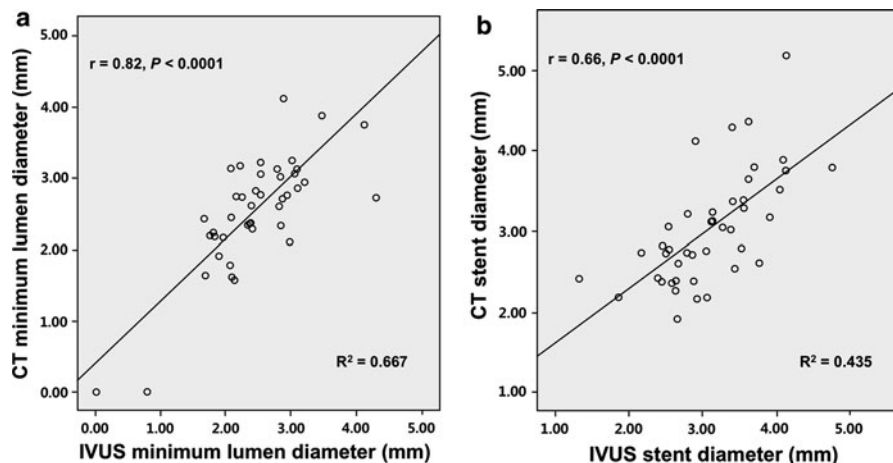 a
r = 0.82, P < 0.0001
CT minimum lumen diameter (mm)
5.00
4.00
3.00
2.00
1.00
0.00
R² = 0.667
0.00 1.00 2.00 3.00 4.00 5.00
IVUS minimum lumen diameter (mm)
b
r = 0.66, P < 0.0001
CT stent diameter (mm)
5.00
4.00
3.00
2.00
1.00
R² = 0.435
1.00 2.00 3.00 4.00 5.00
IVUS stent diameter (mm)